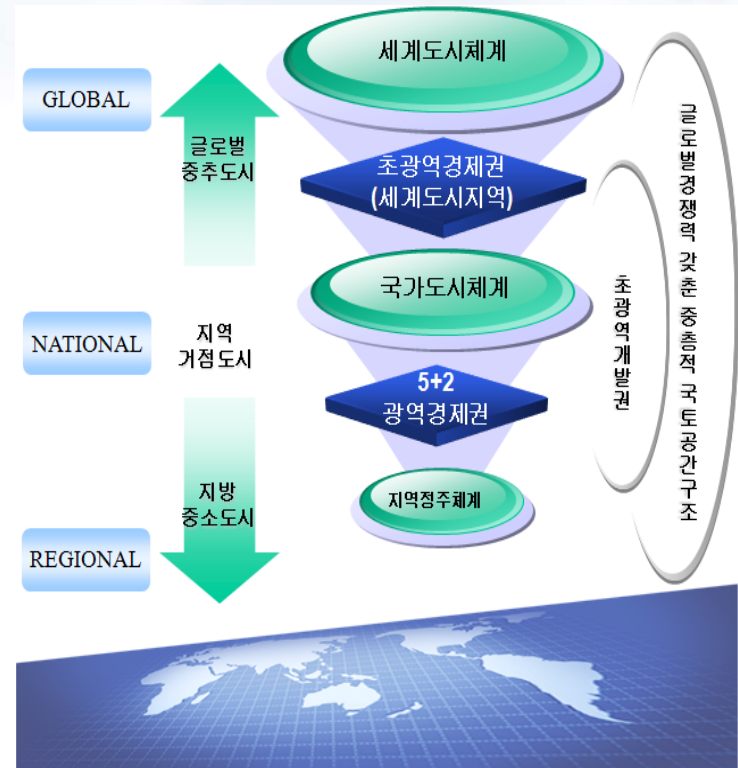 GLOBAL
글로벌
중추도시
세계도시체계
초광역경제권
(세계도시지역)
NATIONAL
지역
거점도시
국가도시체계
5+2
광역경제권
REGIONAL
지방
중소도시
지역정주체계
초광역개발권
글로벌경쟁력 갖춘 중층적 국토공간구조